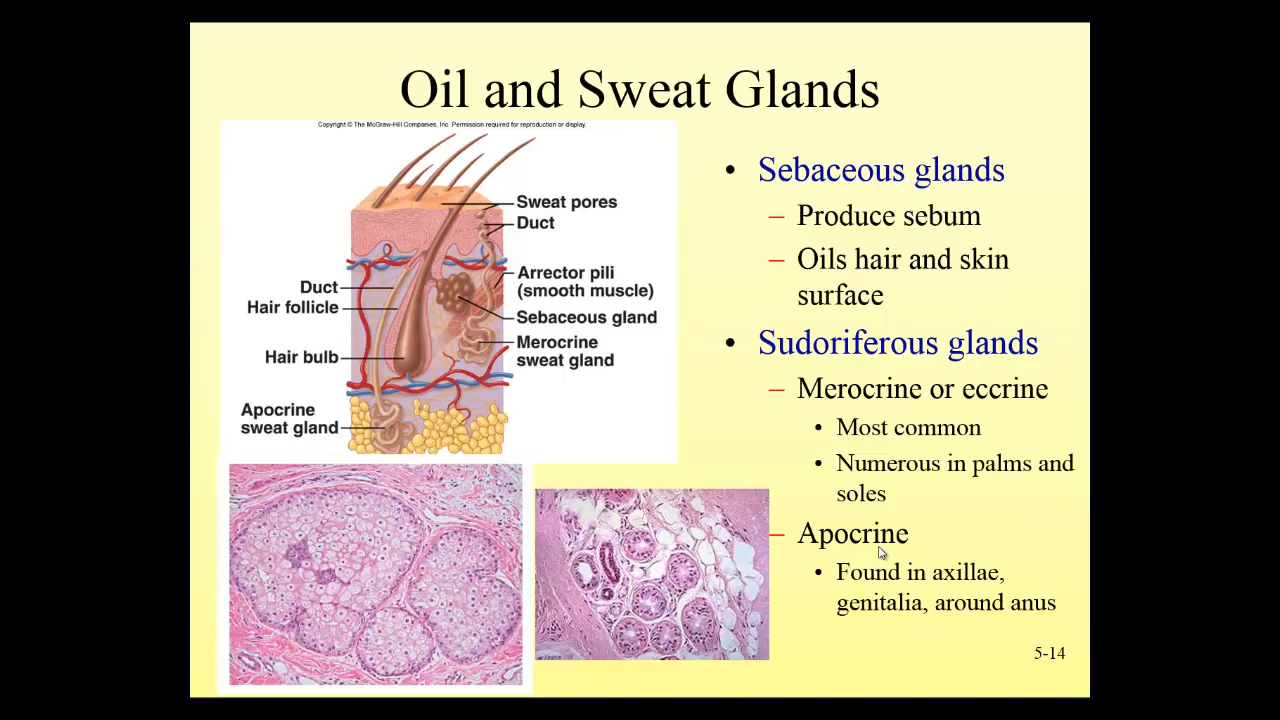 Oil and Sweat Glands
Copyright © The McGraw-Hill Companies, Inc. Permission required for reproduction or display.
Sweat pores
Duct
Arrector pili
(smooth muscle)
Sebaceous gland
Merocrine
sweat gland
Duct
Hair follicle
Hair bulb
Apocrine
sweat gland
• Sebaceous glands
– Produce sebum
– Oils hair and skin
surface
• Sudoriferous glands
– Merocrine or eccrine
• Most common
• Numerous in palms and
soles
– Apocrine
• Found in axillae,
genitalia, around anus
5-14